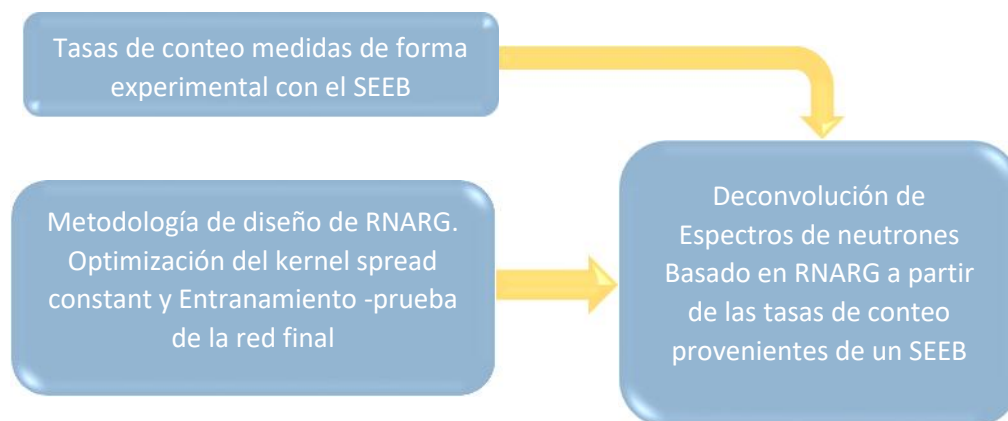 Tasas de conteo medidas de forma
experimental con el SEEB
Metodología de diseño de RNARG.
Optimización del kernel spread
constant y Entranamiento -prueba
de la red final
Deconvolución de
Espectros de neutrones
Basado en RNARG a partir
de las tasas de conteo
provenientes de un SEEB